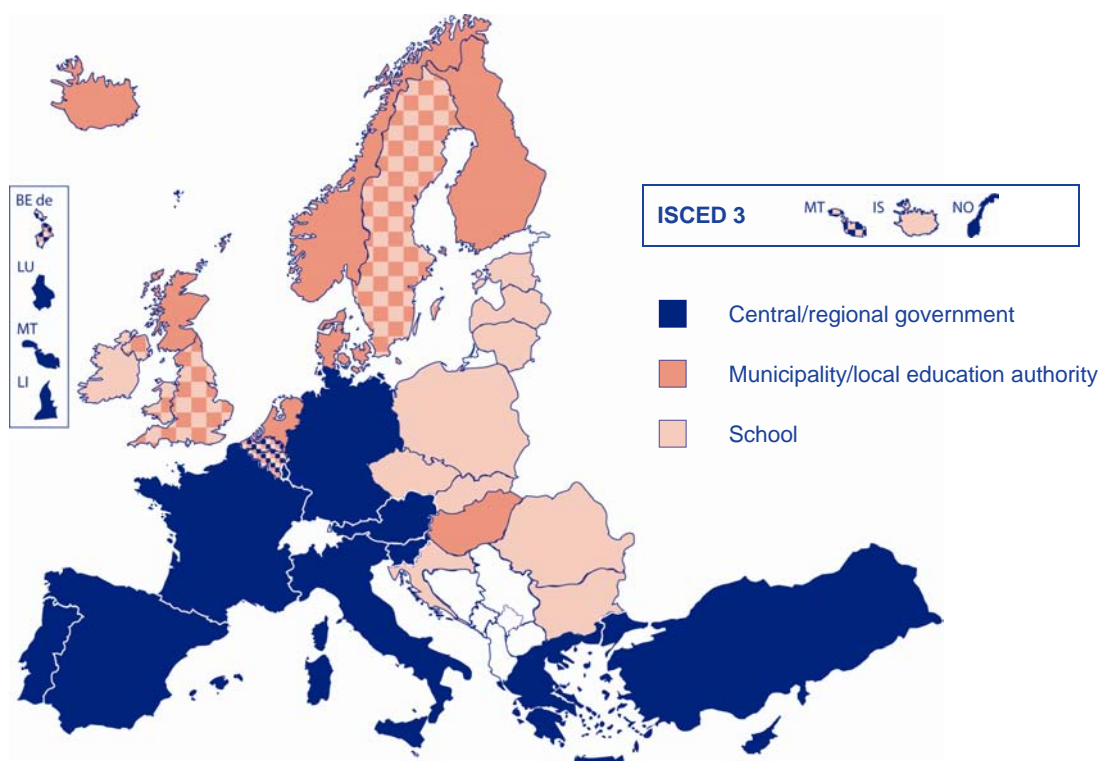 BE de
LU
MT
LI
ISCED 3 MT IS NO
Central/regional government
Municipality/local education authority
School